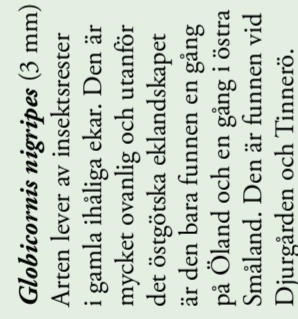 Globicornis nigripes (3 mm)
Arten lever av insektsrester
i gamla ihåliga ekar. Den är
mycket ovanlig och utanför
det östgötska eklandskapet
är den bara funnen en gång
på Öland och en gång i östra
Småland. Den är funnen vid
Djurgården och Tinnerö.